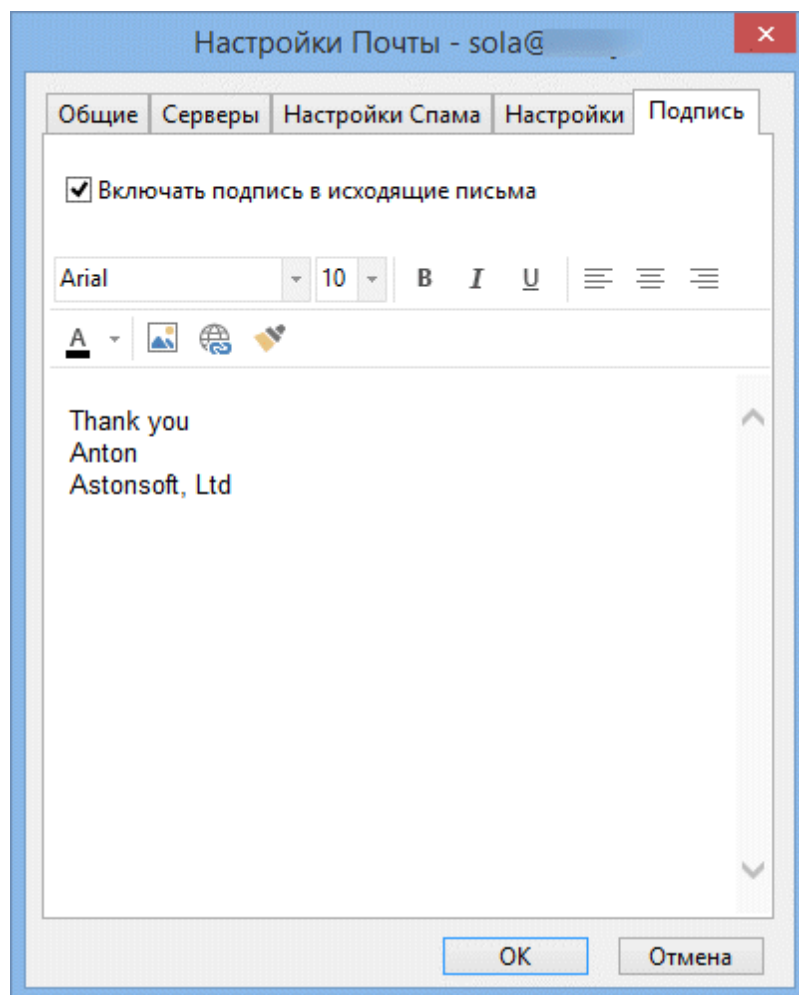 Настройки Почты - sola@
Общие Серверы Настройки Спама Настройки Подпись
Включать подпись в исходящие письма
Arial 10 B I U
A
Thank you
Anton
Astonsoft, Ltd
OK Отмена